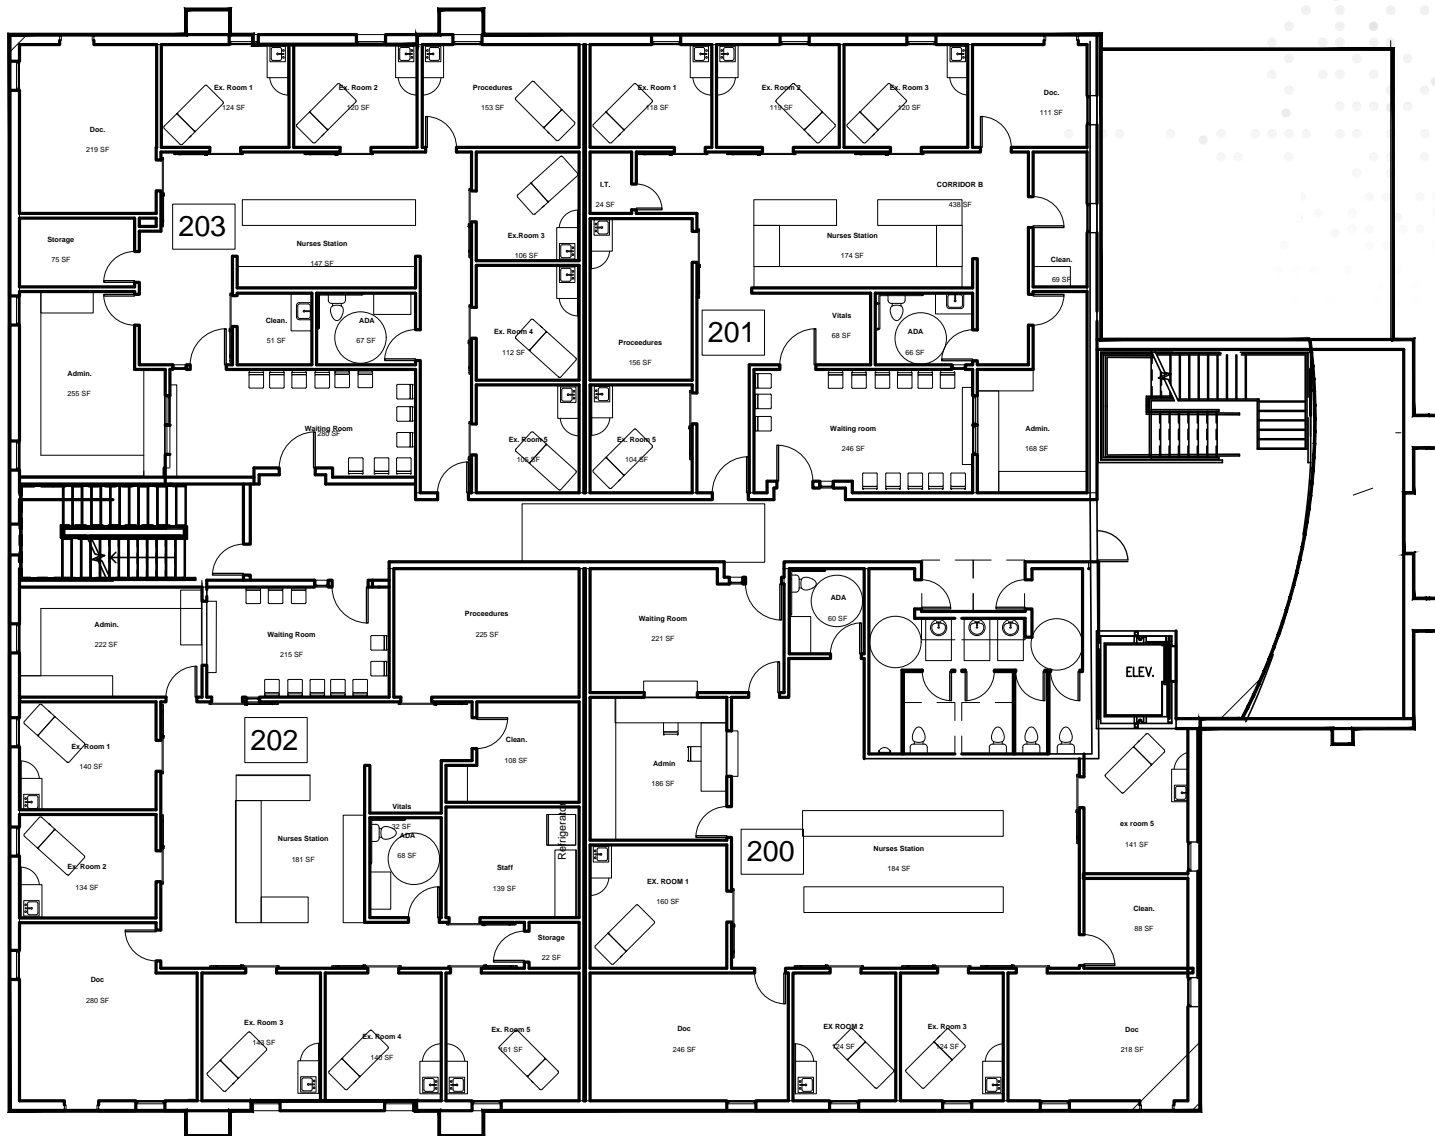 Doc.
219 SF
Ex. Room 1
124 SF
Ex. Room 2
120 SF
Procedures
153 SF
Ex. Room 1
118 SF
Ex. Room 2
119 SF
Ex. Room 3
120 SF
Doc.
111 SF
Storage
75 SF
203
Nurses Station
147 SF
Ex.Room 3
106 SF
I.T.
24 SF
CORRIDOR B
438 SF
Nurses Station
174 SF
Clean.
69 SF
Admin.
255 SF
Clean.
51 SF
ADA
67 SF
Ex. Room 4
112 SF
Proceedures
156 SF
201
Vitals
68 SF
ADA
66 SF
Waiting Room
280 SF
Ex. Room 5
105 SF
Ex. Room 5
104 SF
Waiting room
246 SF
Admin.
168 SF
Admin.
222 SF
Waiting Room
215 SF
Proceedures
225 SF
Waiting Room
221 SF
ADA
60 SF
ELEV.
Ex. Room 1
140 SF
202
Clean.
108 SF
Admin
186 SF
Vitals
32 SF
Ex. Room 2
134 SF
Nurses Station
181 SF
ADA
68 SF
Refrigerator
Staff
139 SF
EX. ROOM 1
160 SF
200
Nurses Station
184 SF
ex room 5
141 SF
Clean.
88 SF
Storage
22 SF
Doc
280 SF
Ex. Room 3
143 SF
Ex. Room 4
140 SF
Ex. Room 5
161 SF
Doc
246 SF
EX ROOM 2
124 SF
Ex. Room 3
124 SF
Doc
218 SF